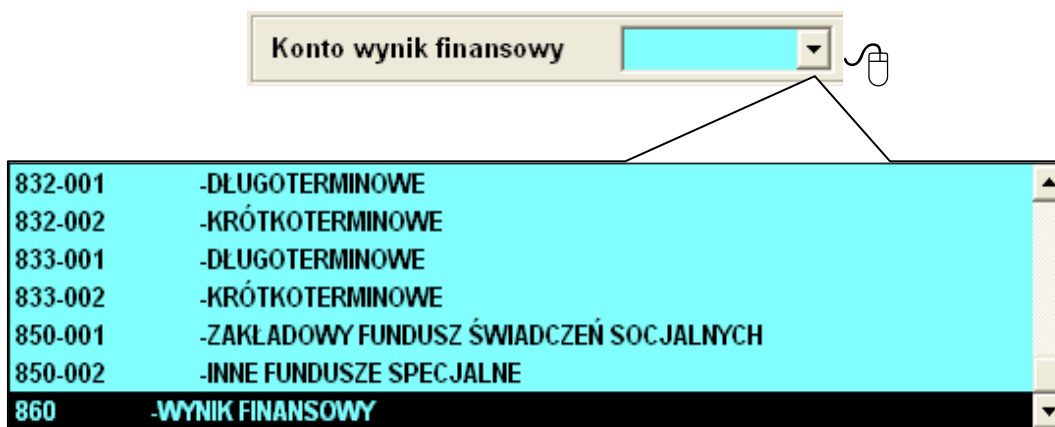 Konto wynik finansowy
832-001 -DŁUGOTERMINOWE
832-002 -KRÓTKOTERMINOWE
833-001 -DŁUGOTERMINOWE
833-002 -KRÓTKOTERMINOWE
850-001 -ZAKŁADOWY FUNDUSZ ŚWIADCZEŃ SOCJALNYCH
850-002 -INNE FUNDUSZE SPECJALNE
860 -WYNIK FINANSOWY